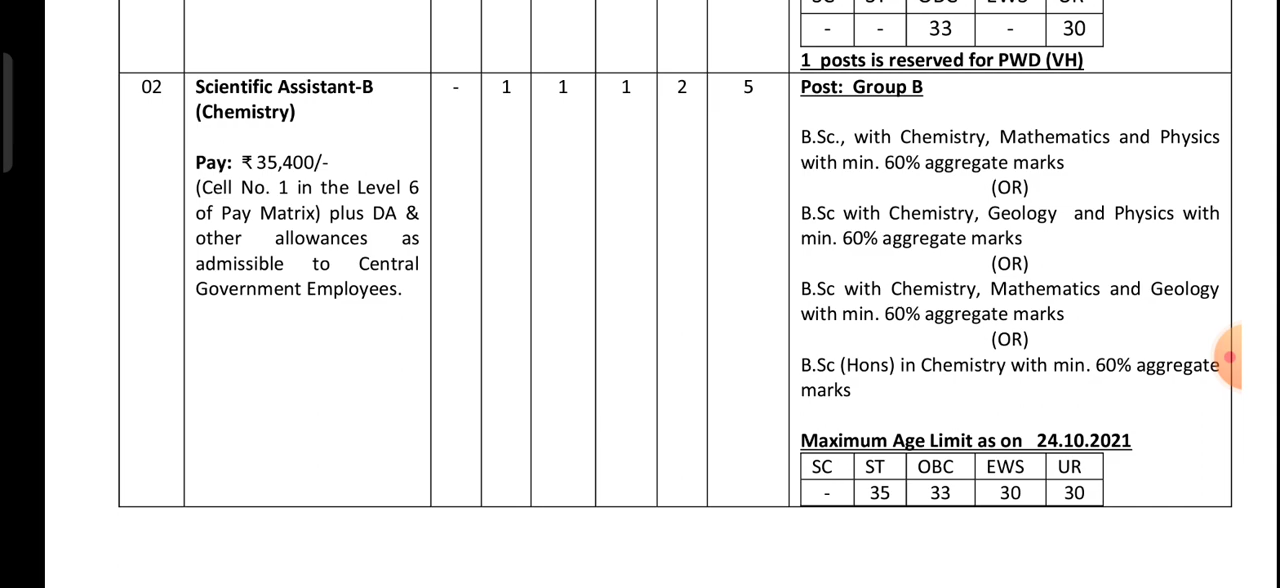 SC ST OBC EWS UR
- - 33 - 30
1 posts is reserved for PWD (VH)
02 Scientific Assistant-B - 1 1 1 2 5 Post: Group B
(Chemistry)
Pay: ₹ 35,400/-
(Cell No. 1 in the Level 6
of Pay Matrix) plus DA &
other allowances as
admissible to Central
Government Employees.
B.Sc., with Chemistry, Mathematics and Physics
with min. 60% aggregate marks
(OR)
B.Sc with Chemistry, Geology and Physics with
min. 60% aggregate marks
(OR)
B.Sc with Chemistry, Mathematics and Geology
with min. 60% aggregate marks
(OR)
B.Sc (Hons) in Chemistry with min. 60% aggregate
marks
Maximum Age Limit as on 24.10.2021
SC ST OBC EWS UR
- 35 33 30 30